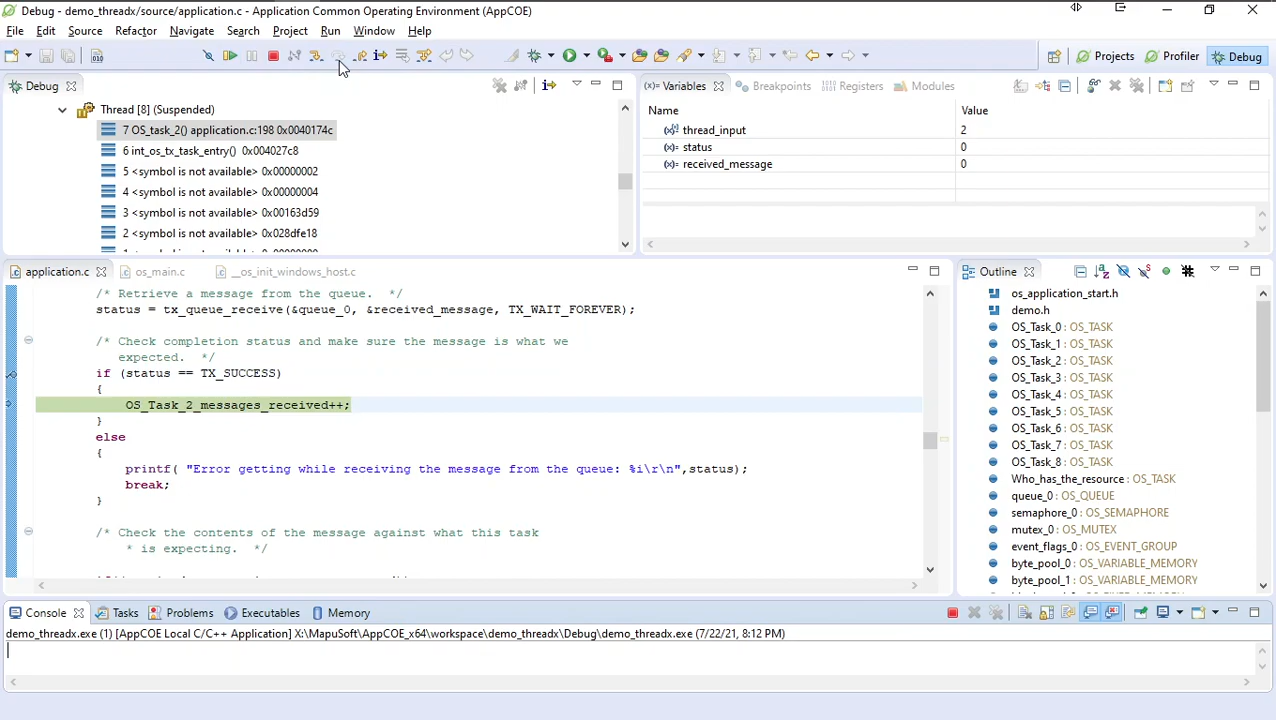 Debug - demo_threadx/source/application.c - Application Common Operating Environment (AppCOE)
File Edit Source Refactor Navigate Search Project Run Window Help
Projects Profiler Debug
Debug
Thread [8] (Suspended)
7 OS_task_2() application.c:198 0x0040174c
6 int_os_tx_task_entry() 0x004027c8
5 <symbol is not available> 0x00000002
4 <symbol is not available> 0x00000004
3 <symbol is not available> 0x00163d59
2 <symbol is not available> 0x028dfe18
(x)= Variables Breakpoints Registers Modules
Name Value
(x)= thread_input 2
(x)= status 0
(x)= received_message 0
application.c os_main.c __os_init_windows_host.c
/* Retrieve a message from the queue. */
status = tx_queue_receive(&queue_0, &received_message, TX_WAIT_FOREVER);
/* Check completion status and make sure the message is what we
expected. */
if (status == TX_SUCCESS)
{
OS_Task_2_messages_received++;
}
else
{
printf( "Error getting while receiving the message from the queue: %i\r\n",status);
break;
}
/* Check the contents of the message against what this task
* is expecting. */
Outline
os_application_start.h
demo.h
OS_Task_0 : OS_TASK
OS_Task_1 : OS_TASK
OS_Task_2 : OS_TASK
OS_Task_3 : OS_TASK
OS_Task_4 : OS_TASK
OS_Task_5 : OS_TASK
OS_Task_6 : OS_TASK
OS_Task_7 : OS_TASK
OS_Task_8 : OS_TASK
Who_has_the_resource : OS_TASK
queue_0 : OS_QUEUE
semaphore_0 : OS_SEMAPHORE
mutex_0 : OS_MUTEX
event_flags_0 : OS_EVENT_GROUP
byte_pool_0 : OS_VARIABLE_MEMORY
byte_pool_1 : OS_VARIABLE_MEMORY
Console Tasks Problems Executables Memory
demo_threadx.exe (1) [AppCOE Local C/C++ Application] X:\MapuSoft\AppCOE_x64\workspace\demo_threadx\Debug\demo_threadx.exe (7/22/21, 8:12 PM)